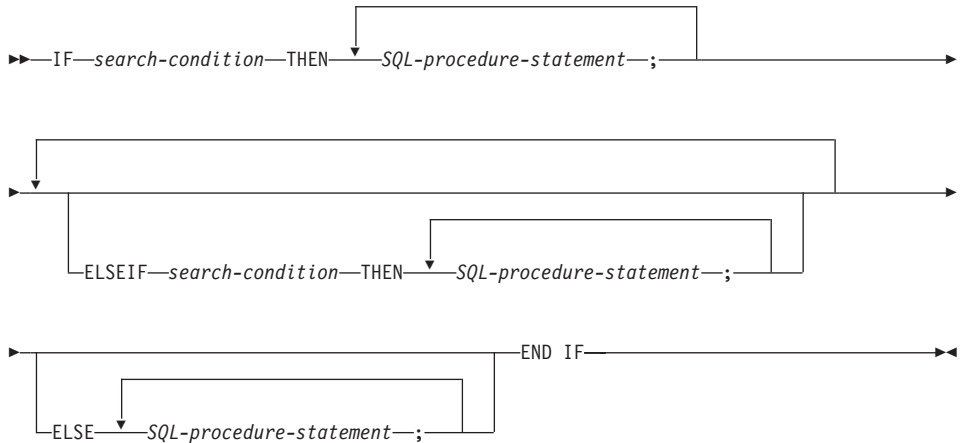 IF search-condition THEN SQL-procedure-statement ;
ELSEIF search-condition THEN SQL-procedure-statement ;
END IF
ELSE SQL-procedure-statement ;